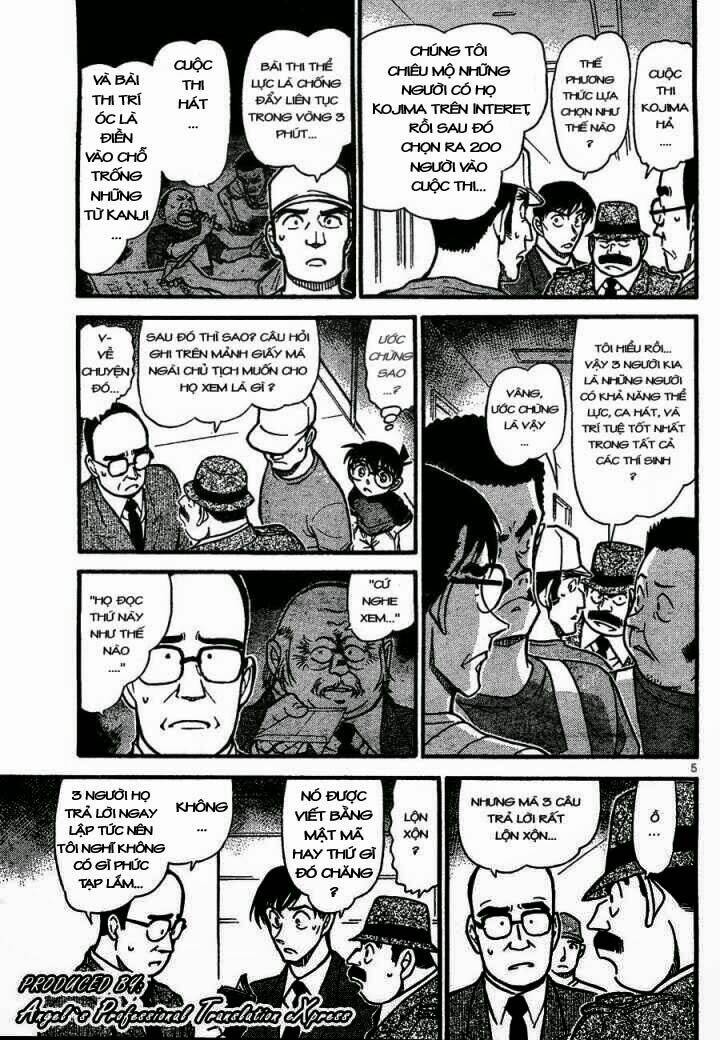 CUỘC
THI
KOJIMA
HẢ
....
THẾ
PHƯƠNG
THỨC LỰA
CHỌN NHƯ
THẾ NÀO
?
CHÚNG TÔI
CHIÊU MỘ NHỮNG
NGƯỜI CÓ HỌ
KOJIMA TRÊN INTERET,
RỒI SAU ĐÓ
CHỌN RA 200
NGƯỜI VÀO
CUỘC THI...
BÀI THI THỂ
LỰC LÀ CHỐNG
ĐẨY LIÊN TỤC
TRONG VÒNG 3
PHÚT...
CUỘC
THI
HÁT
...
VÀ BÀI
THI TRÍ
ÓC LÀ ĐIỀN
VÀO CHỖ
TRỐNG
NHỮNG
TỪ KANJI
...
TÔI HIỂU RỒI...
VẬY 3 NGƯỜI KIA
LÀ NHỮNG NGƯỜI
CÓ KHẢ NĂNG THỂ
LỰC, CA HÁT, VÀ
TRÍ TUỆ TỐT NHẤT
TRONG TẤT CẢ
CÁC THÍ SINH
?
VÂNG,
ƯỚC CHỪNG
LÀ VẬY
...
ƯỚC
CHỪNG
SAO
...?
SAU ĐÓ THÌ SAO? CÂU HỎI
GHI TRÊN MẢNH GIẤY MÀ
NGÀI CHỦ TỊCH MUỐN CHO
HỌ XEM LÀ GÌ ?
V-
VỀ
CHUYỆN
ĐÓ...
"CỨ
NGHE
XEM..."
"HỌ ĐỌC
THỨ NÀY
NHƯ THẾ
NÀO
...."
5
Ồ
...
NHƯNG MÀ 3 CÂU
TRẢ LỜI RẤT
LỘN XỘN...
LỘN
XỘN?
NÓ ĐƯỢC
VIẾT BẰNG
MẬT MÃ
HAY THỨ GÌ
ĐÓ CHĂNG
?
KHÔNG
...
3 NGƯỜI HỌ
TRẢ LỜI NGAY
LẬP TỨC NÊN
TÔI NGHĨ KHÔNG
CÓ GÌ PHỨC
TẠP LẮM...
PRODUCED BY:
Angel's Professional Translation eXpress